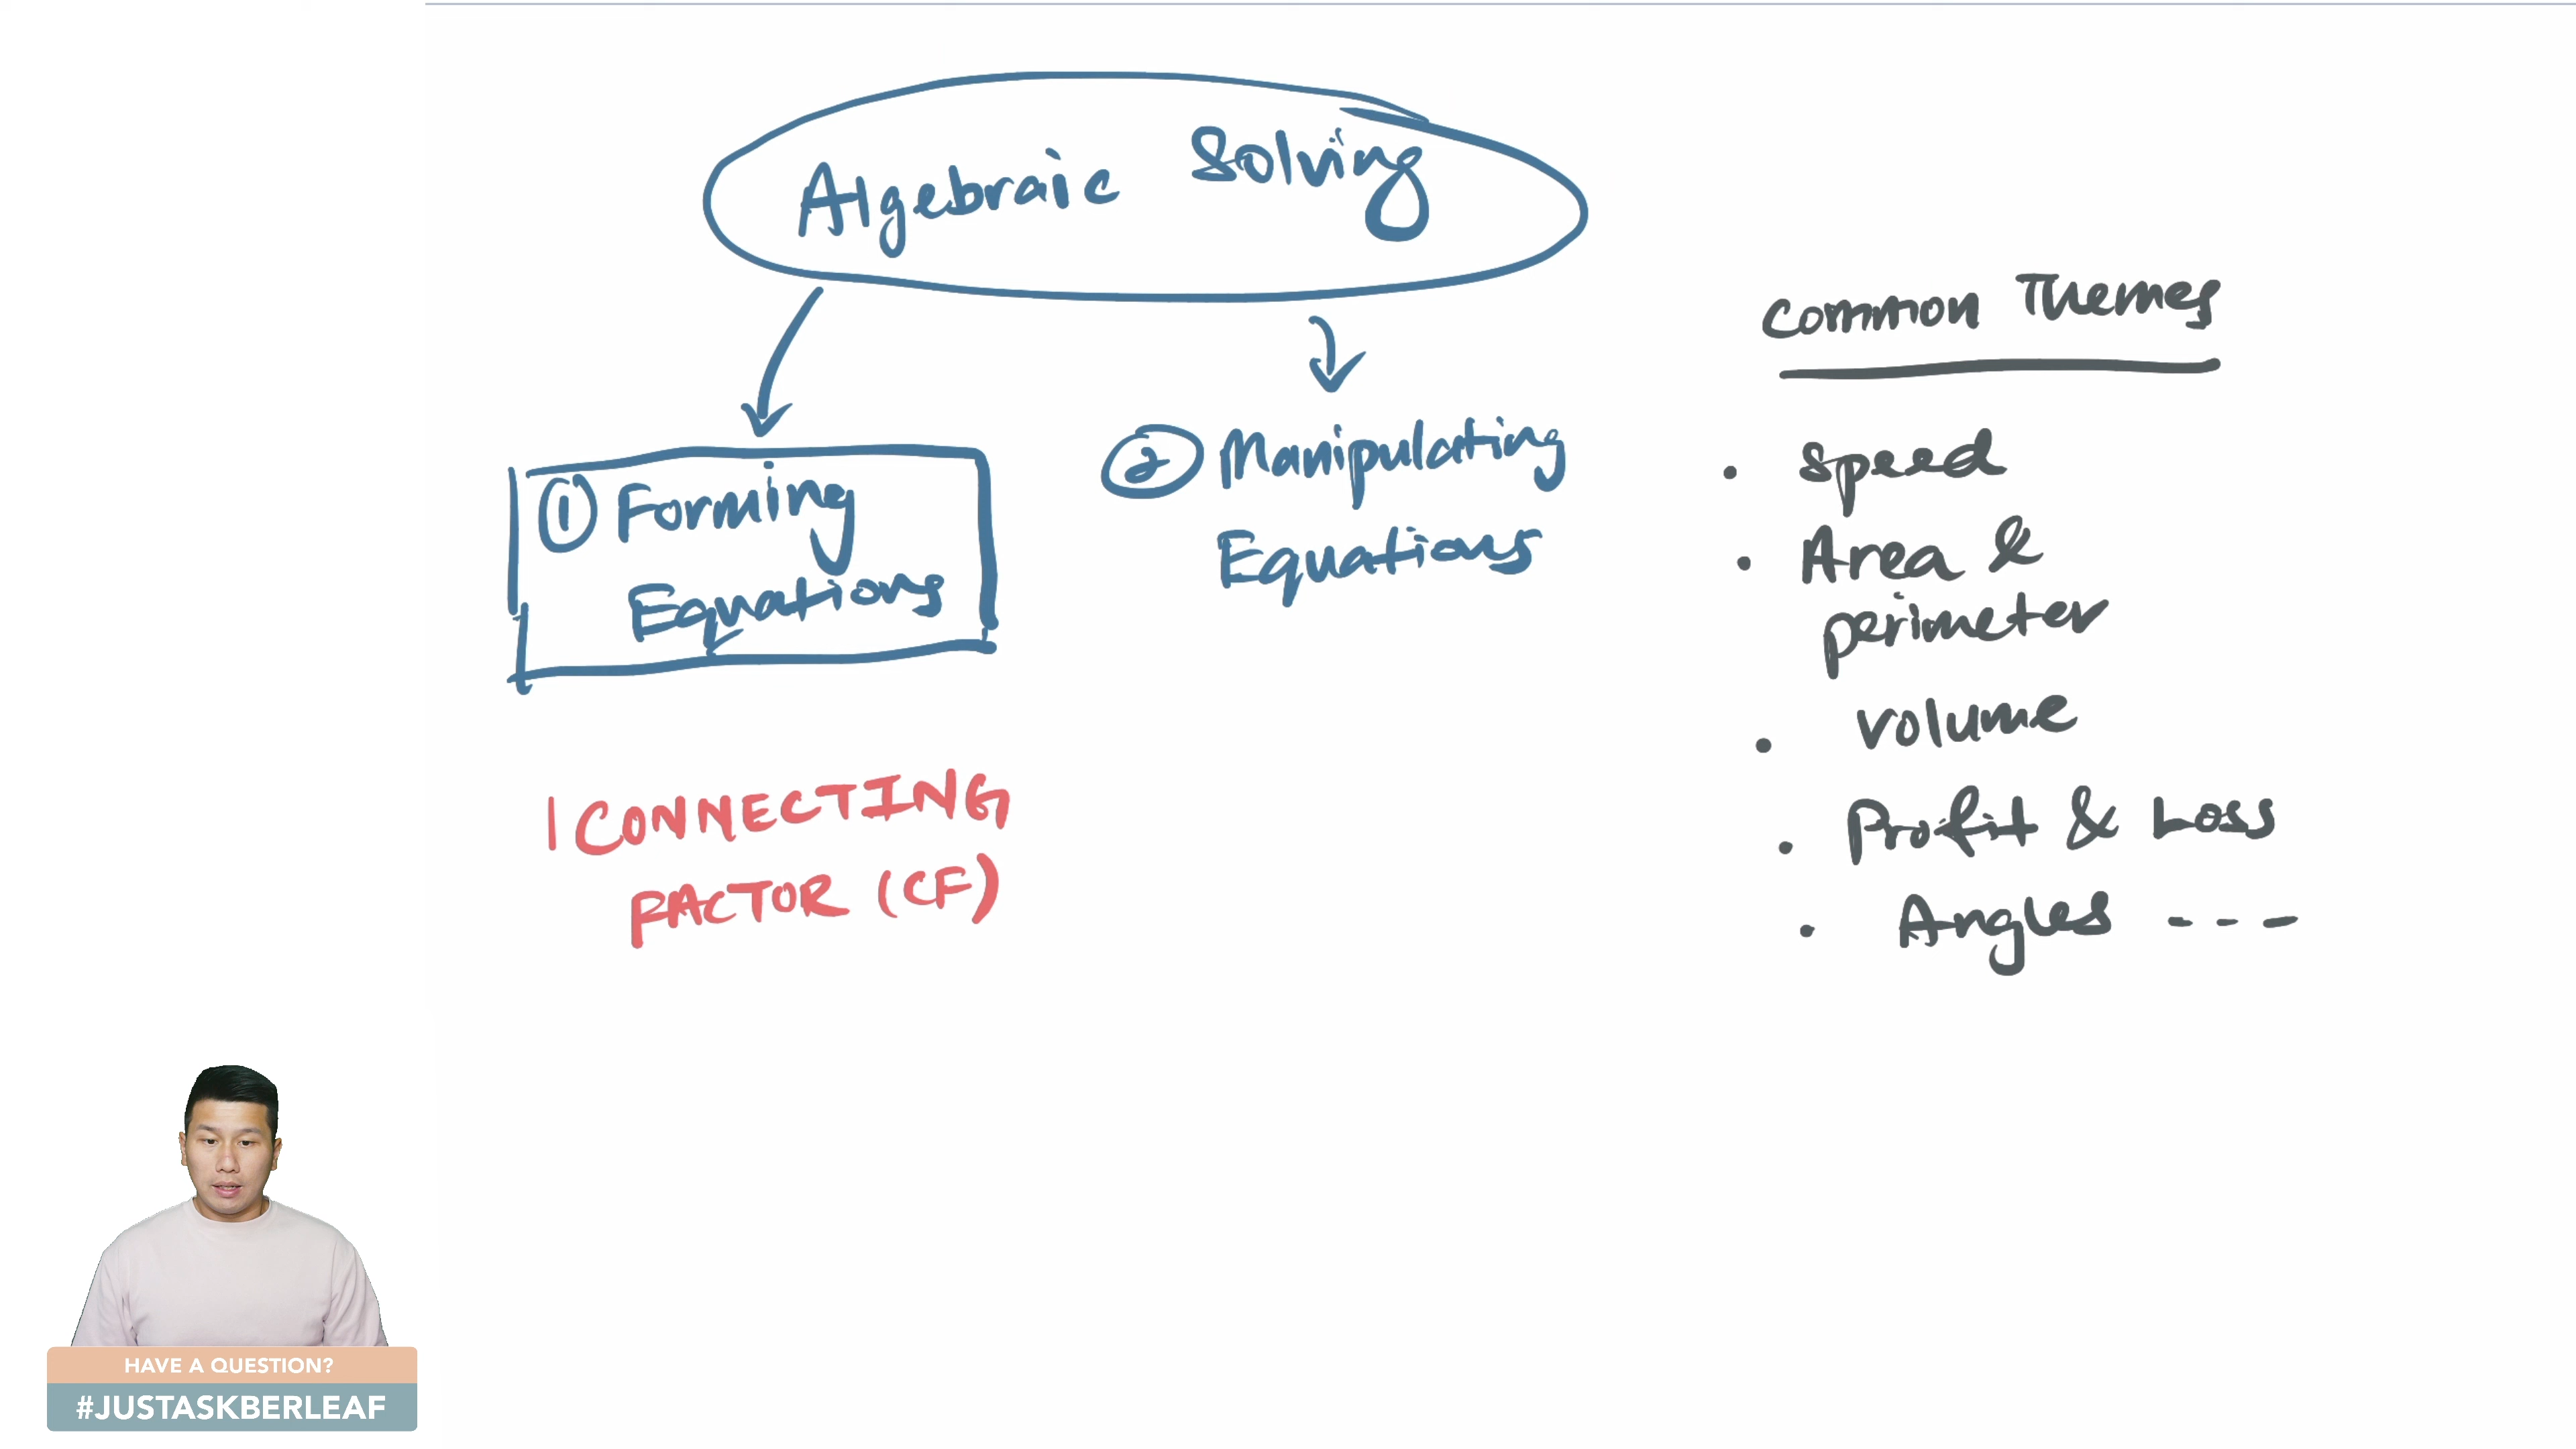 Algebraic Solving
① Forming
Equations
② Manipulating
Equations
1 CONNECTING
FACTOR (CF)
Common Themes
• Speed
• Area &
perimeter
• volume
• Profit & Loss
• Angles ---
HAVE A QUESTION?
#JUSTASKBERLEAF